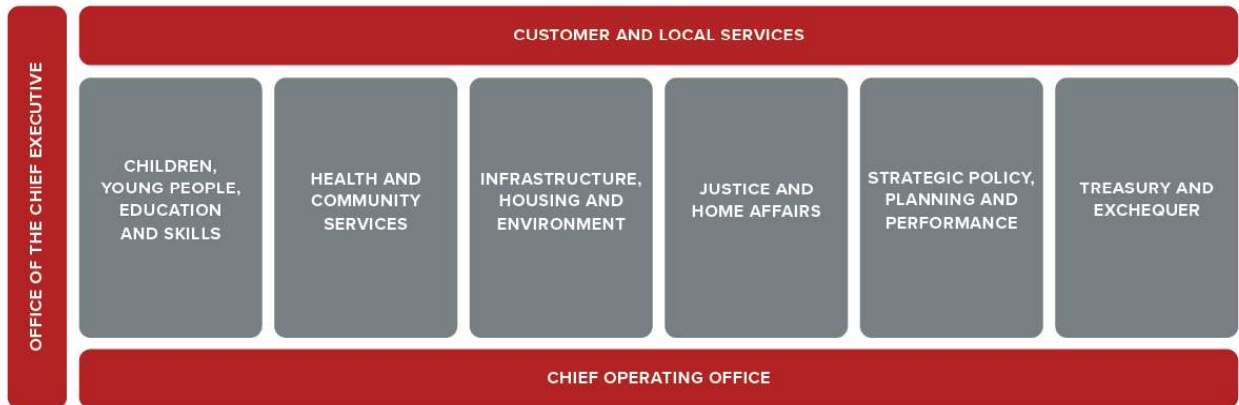 OFFICE OF THE CHIEF EXECUTIVE
CUSTOMER AND LOCAL SERVICES
CHILDREN,
YOUNG PEOPLE,
EDUCATION
AND SKILLS
HEALTH AND
COMMUNITY
SERVICES
INFRASTRUCTURE,
HOUSING AND
ENVIRONMENT
JUSTICE AND
HOME AFFAIRS
STRATEGIC POLICY,
PLANNING AND
PERFORMANCE
TREASURY AND
EXCHEQUER
CHIEF OPERATING OFFICE